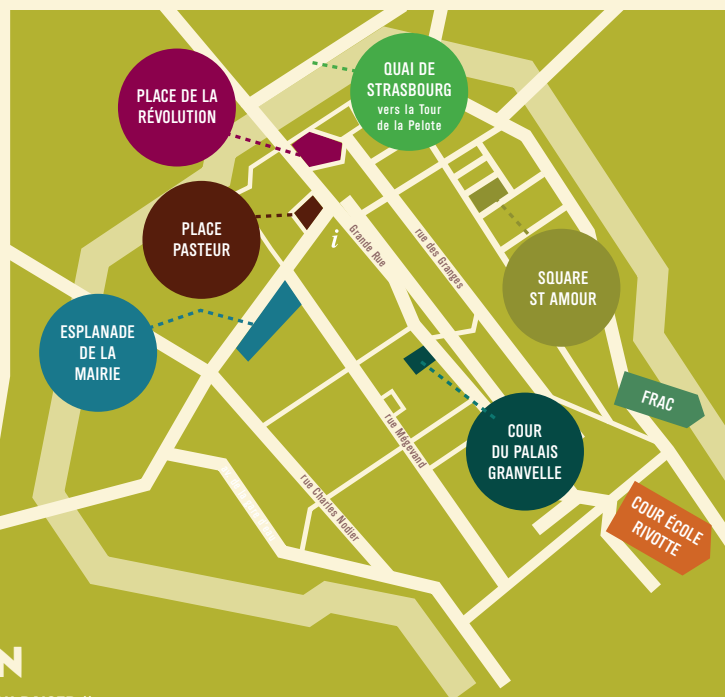 QUAI DE
STRASBOURG
vers la Tour
de la Pelote
PLACE DE LA
RÉVOLUTION
PLACE
PASTEUR
i
Grande Rue
rue des Granges
SQUARE
ST AMOUR
ESPLANADE
DE LA
MAIRIE
FRAC
COUR
DU PALAIS
GRANVELLE
rue Mégevand
rue Charles Nodier
COUR ÉCOLE
RIVOTTE
N